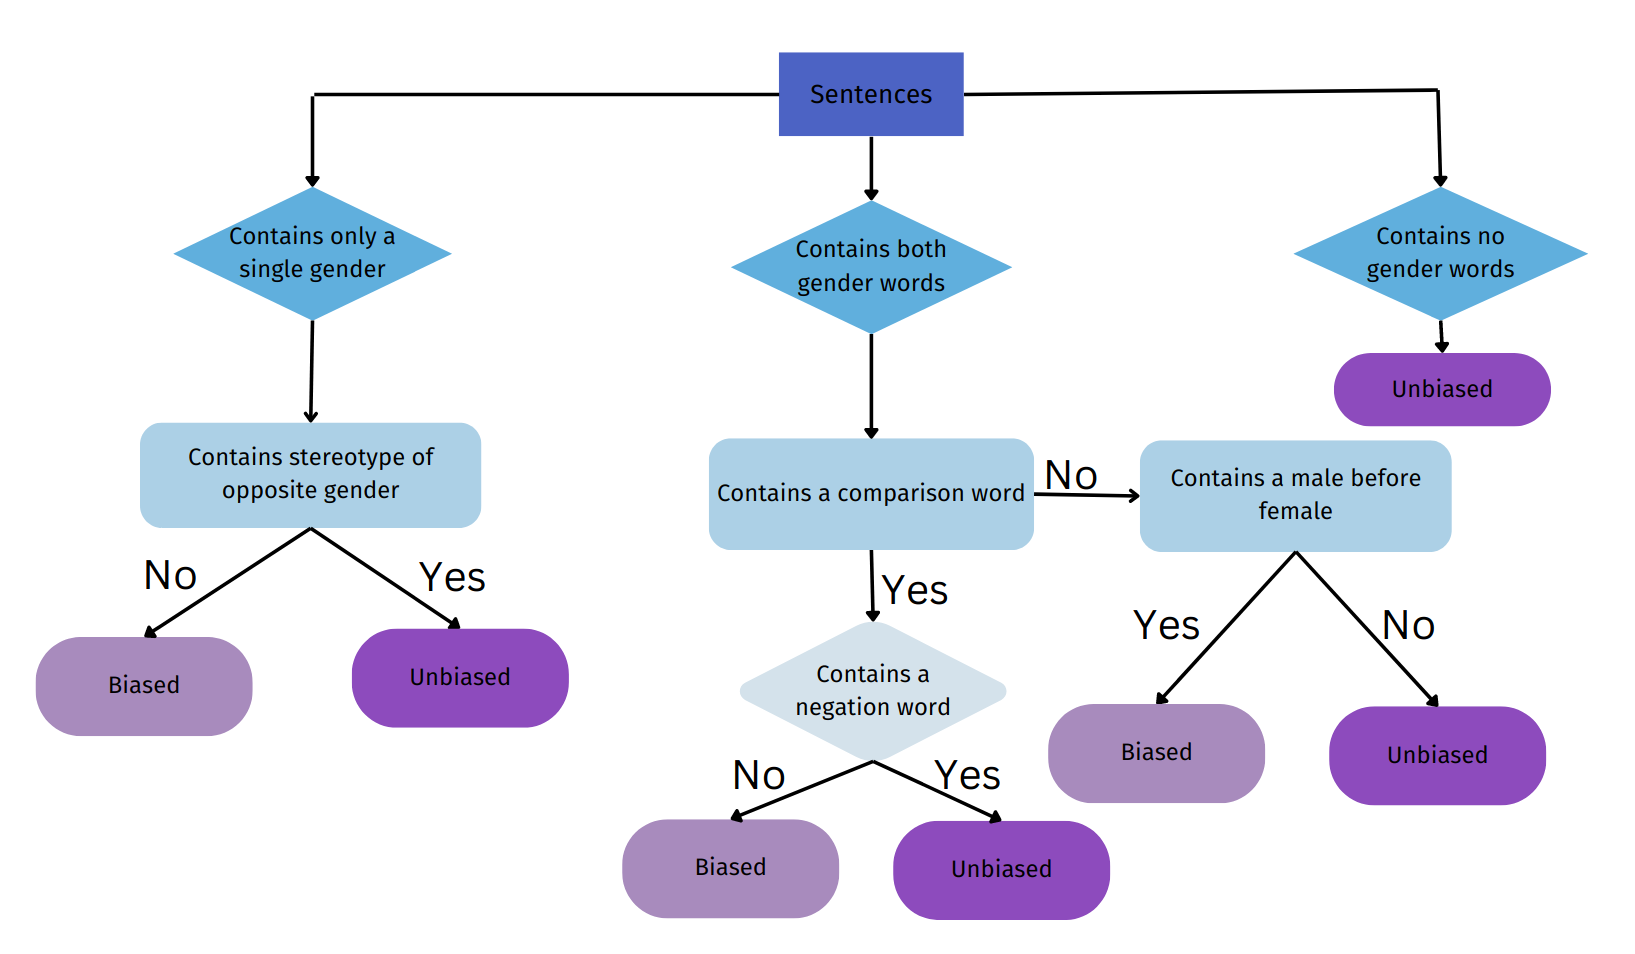 Sentences
Contains only a
single gender
Contains both
gender words
Contains no
gender words
Unbiased
Contains stereotype of
opposite gender
Contains a comparison word
No
Contains a male before
female
No
Yes
Yes
Yes
No
Biased
Unbiased
Contains a
negation word
Biased
Unbiased
No
Yes
Biased
Unbiased